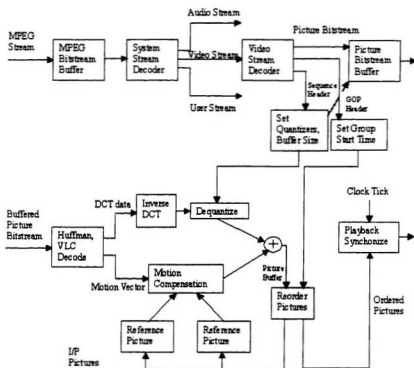 Audio Stream
MPEG
Stream
MPEG
Bitstream
Buffer
System
Stream
Decoder
Video Stream
User Stream
Video
Stream
Decoder
Picture Bitstream
Picture
Bitstream
Buffer
Sequence
Header
GOP
Header
Set
Quantizers,
Buffer Size
Set Group
Start Time
Buffered
Picture
Bitstream
Huffman,
VLC
Decode
DCT data
Inverse
DCT
Dequantize
+
Motion Vector
Motion
Compensation
Reference
Picture
Reference
Picture
I/P
Pictures
Picture
Buffer
Reorder
Pictures
Clock Tick
Playback
Synchonize
Ordered
Pictures